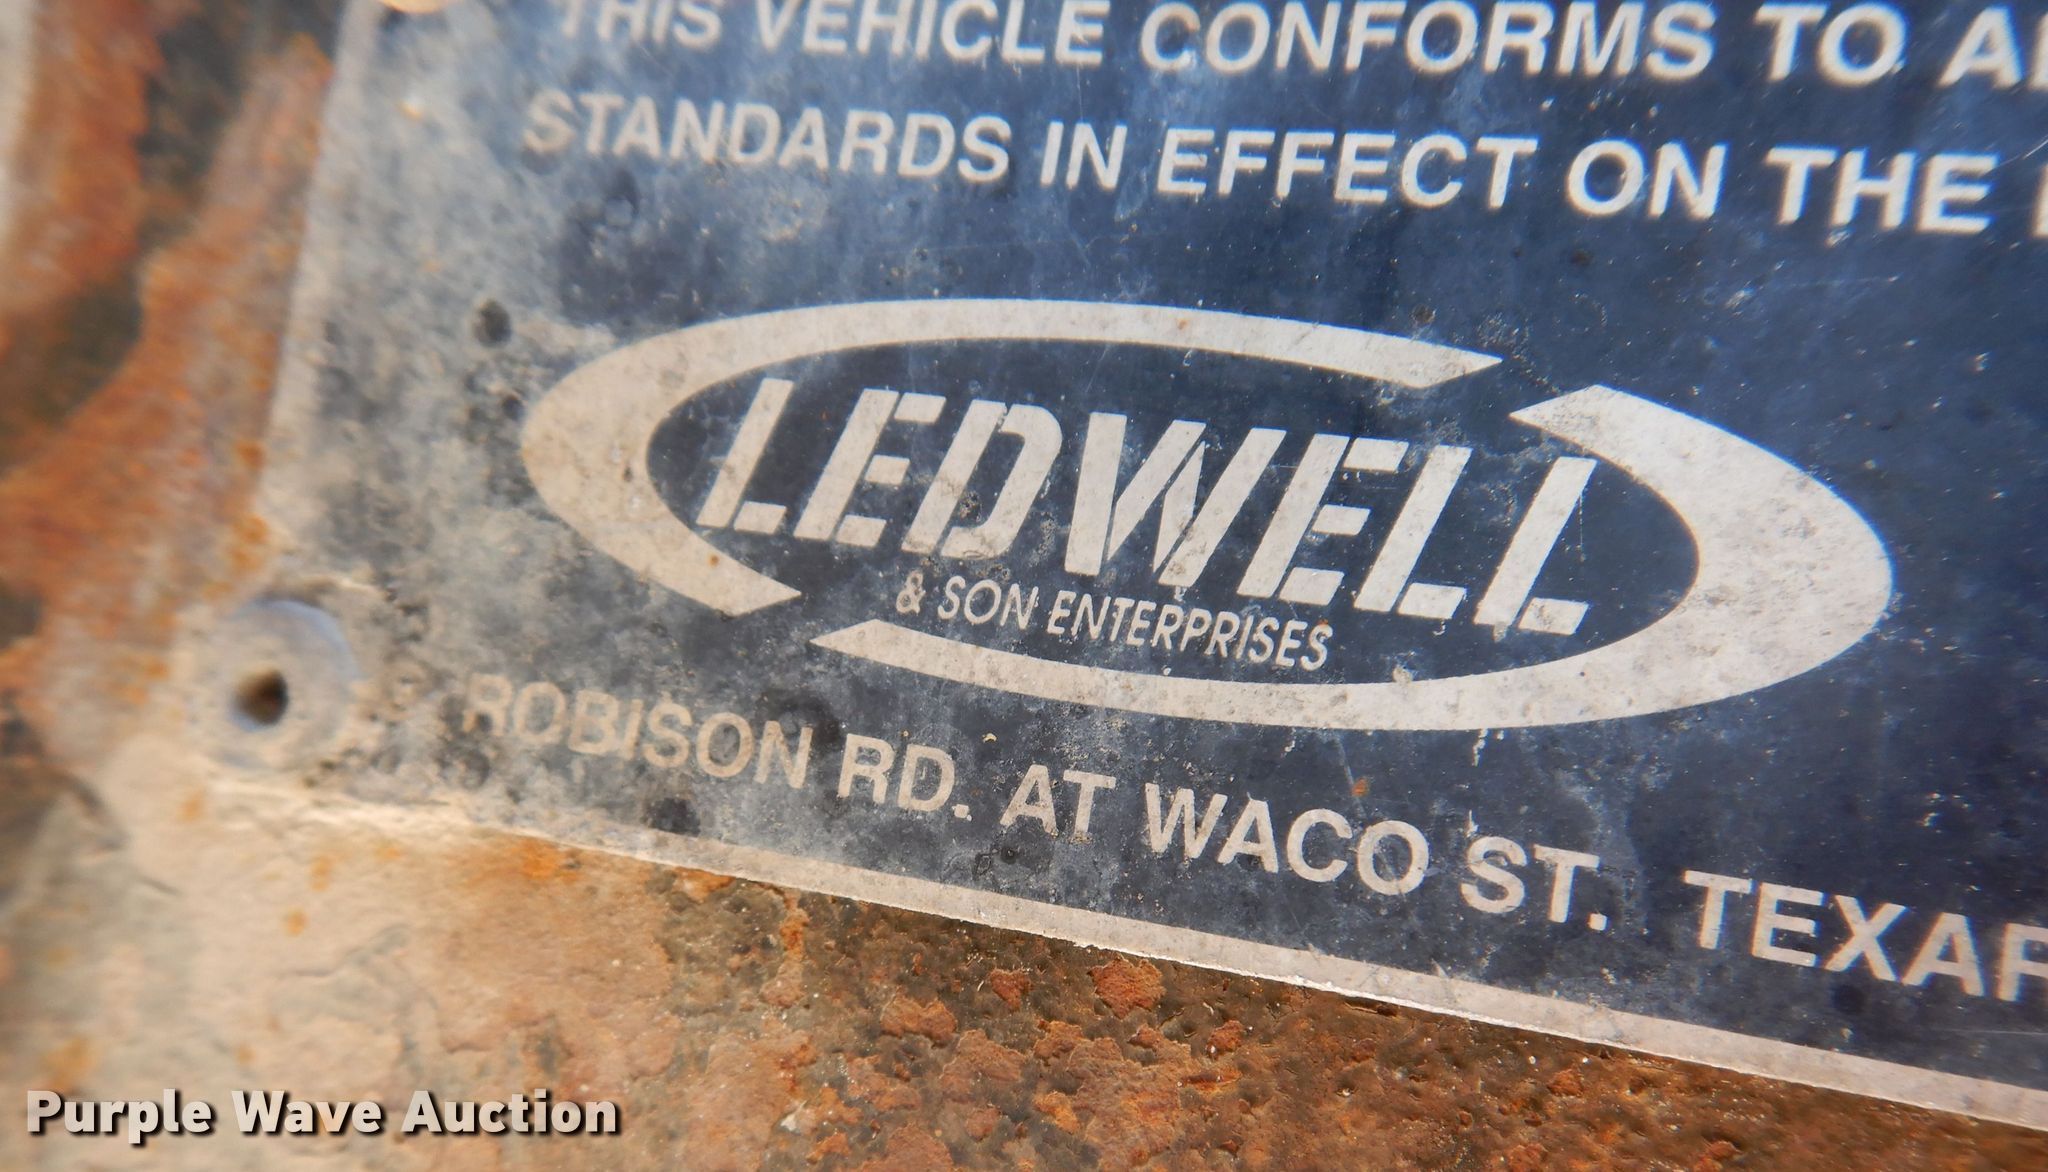 THIS VEHICLE CONFORMS TO
STANDARDS IN EFFECT ON THE
LEDWELL
& SON ENTERPRISES
ROBISON RD. AT WACO ST. TEXAR
Purple Wave Auction